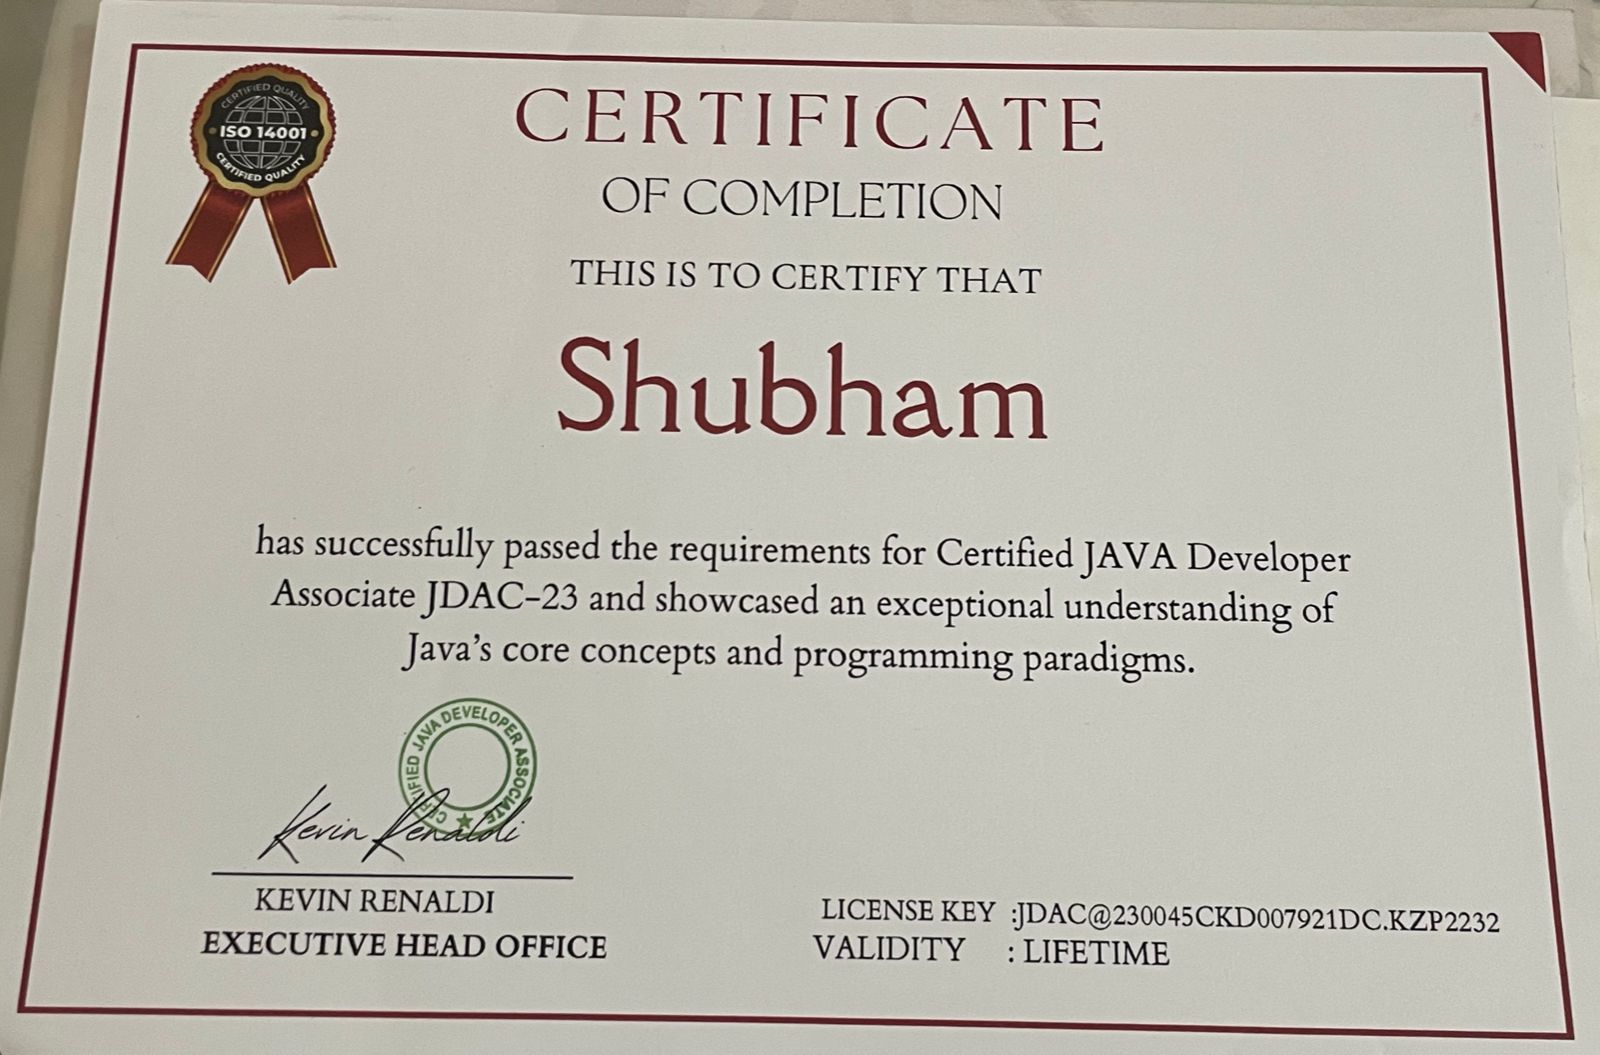 CERTIFIED QUALITY
ISO 14001
CERTIFIED QUALITY
CERTIFICATE
OF COMPLETION
THIS IS TO CERTIFY THAT
Shubham
has successfully passed the requirements for Certified JAVA Developer
Associate JDAC-23 and showcased an exceptional understanding of
Java's core concepts and programming paradigms.
CERTIFIED JAVA DEVELOPER ASSOCIATE
Kevin Renaldi
KEVIN RENALDI
EXECUTIVE HEAD OFFICE
LICENSE KEY :JDAC@230045CKD007921DC.KZP2232
VALIDITY : LIFETIME